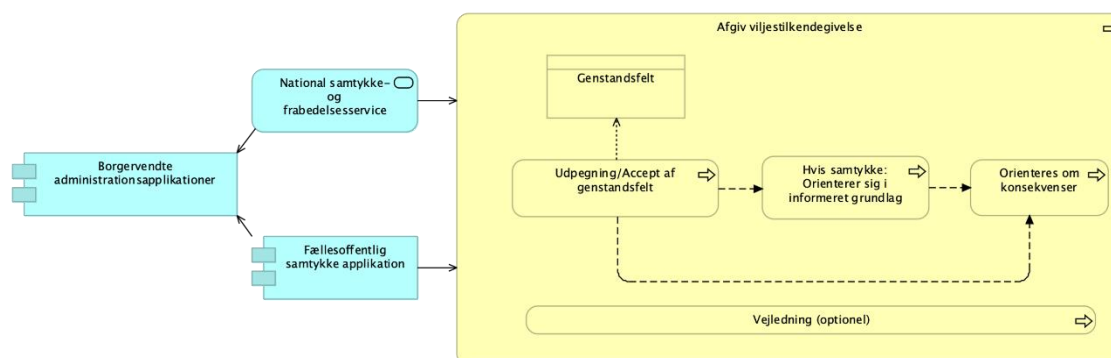 Afgiv viljestilkendegivelse
Genstandsfelt
National samtykke-
og
frabedelsesservice
Borgervendte
administrationsapplikationer
Udpegning/Accept af
genstandsfelt
Hvis samtykke:
Orienterer sig i
informeret grundlag
Orienteres om
konsekvenser
Fællesoffentlig
samtykke applikation
Vejledning (optionel)